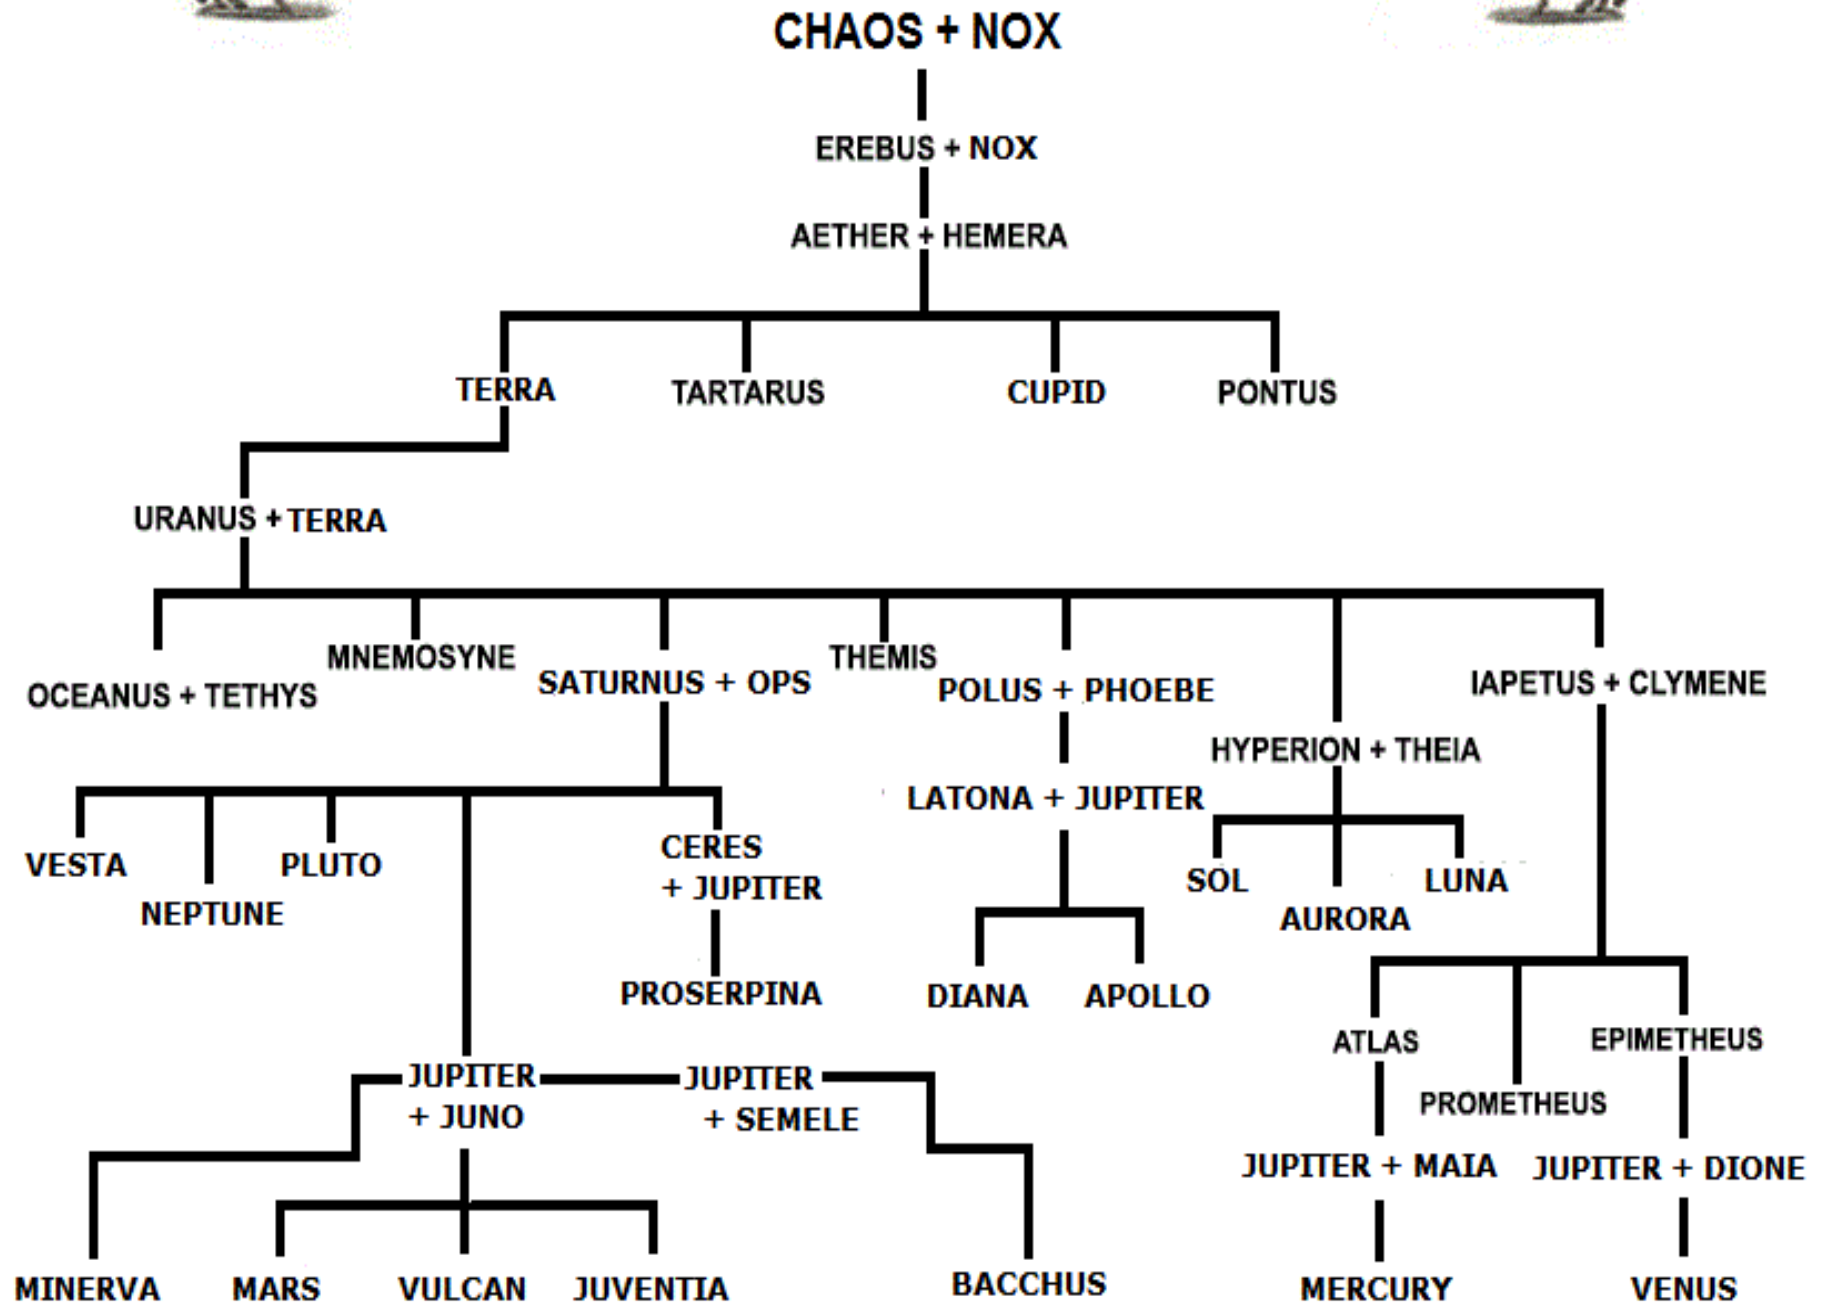 CHAOS + NOX
EREBUS + NOX
AETHER + HEMERA
TERRA
TARTARUS
CUPID
PONTUS
URANUS + TERRA
OCEANUS + TETHYS
MNEMOSYNE
SATURNUS + OPS
THEMIS
POLUS + PHOEBE
HYPERION + THEIA
IAPETUS + CLYMENE
VESTA
NEPTUNE
PLUTO
CERES
+ JUPITER
PROSERPINA
LATONA + JUPITER
DIANA
APOLLO
SOL
AURORA
LUNA
ATLAS
PROMETHEUS
EPIMETHEUS
JUPITER
+ JUNO
JUPITER
+ SEMELE
JUPITER + MAIA
JUPITER + DIONE
MINERVA
MARS
VULCAN
JUVENTIA
BACCHUS
MERCURY
VENUS